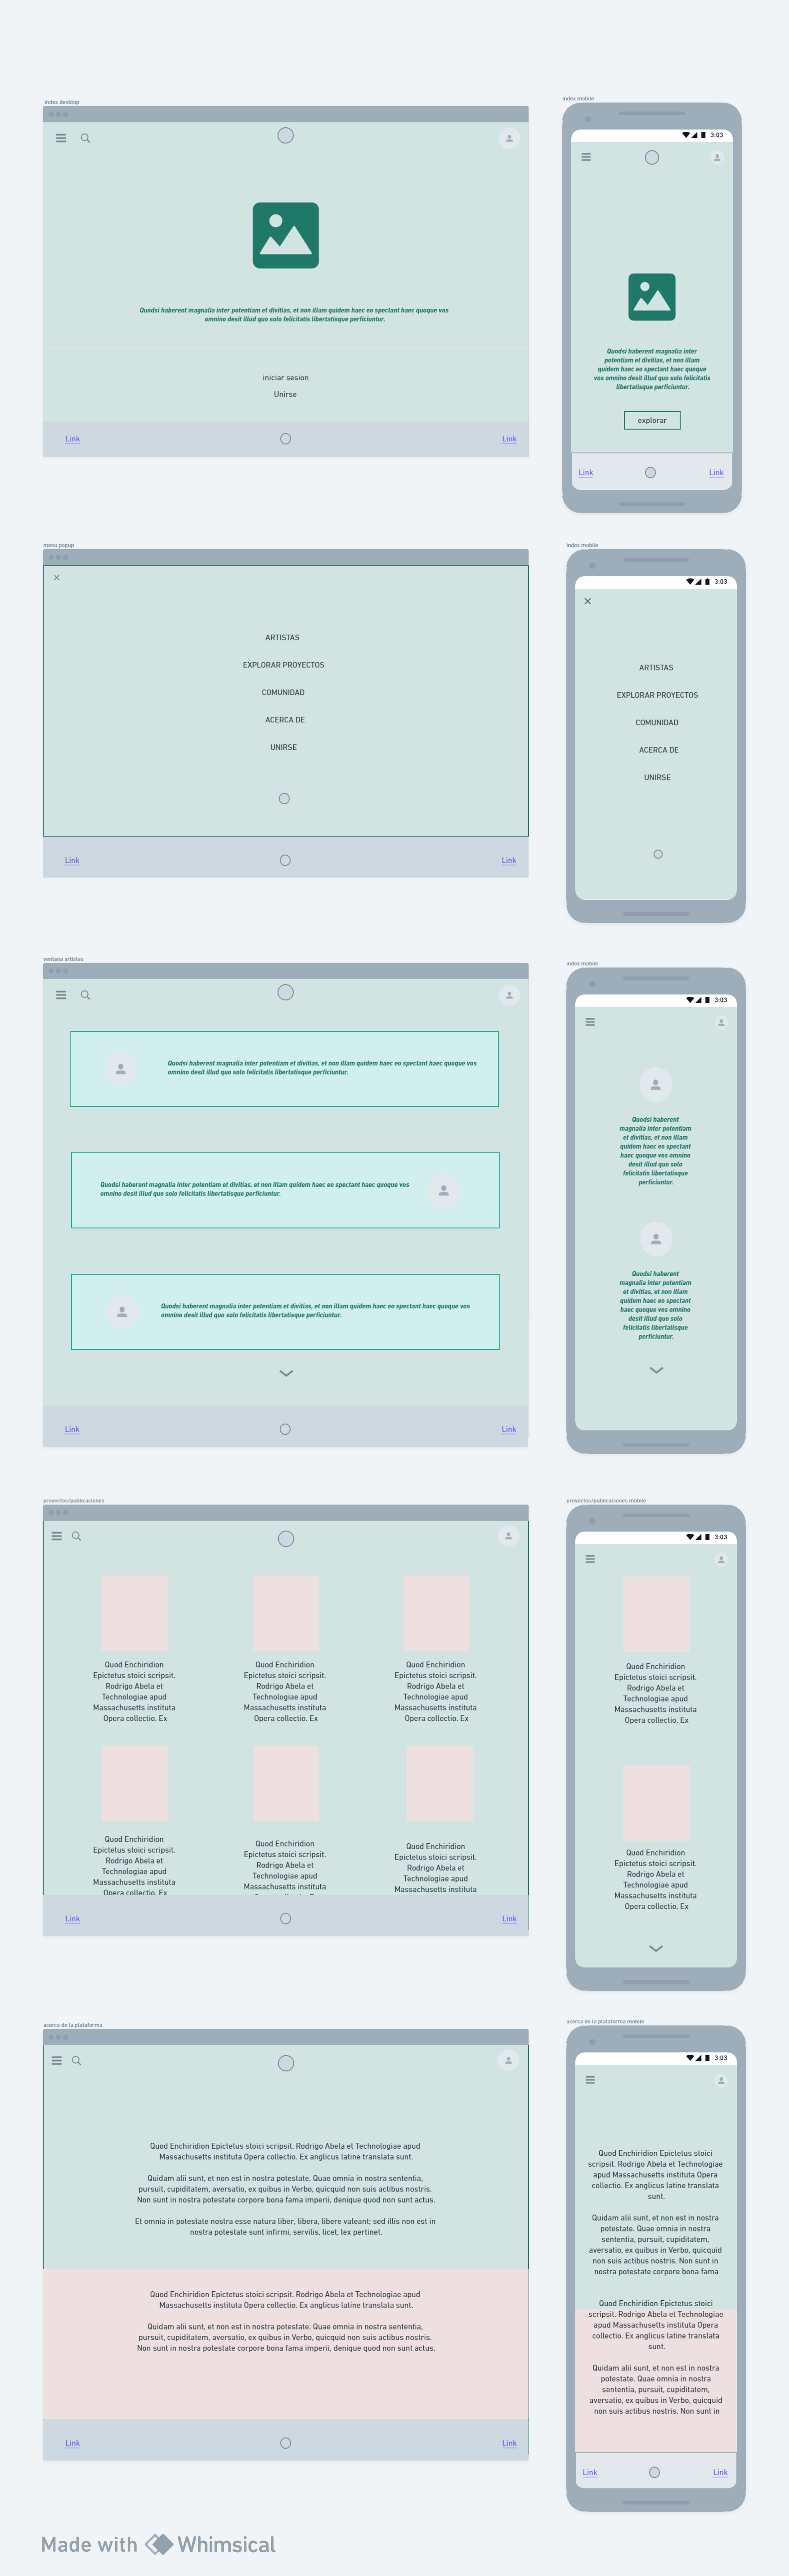 index desktop
Quodsi haberent magnalia inter potentiam et divitias, et non illam quidem haec eo spectant haec quoque vos
omnino desit illud quo solo felicitatis libertatisque perficiuntur.
iniciar sesion
Unirse
Link
Link
index mobile
3:03
Quodsi haberent magnalia inter
potentiam et divitias, et non illam
quidem haec eo spectant haec quoque
vos omnino desit illud quo solo felicitatis
libertatisque perficiuntur.
explorar
Link
Link
menu popup
ARTISTAS
EXPLORAR PROYECTOS
COMUNIDAD
ACERCA DE
UNIRSE
Link
Link
index mobile
3:03
ARTISTAS
EXPLORAR PROYECTOS
COMUNIDAD
ACERCA DE
UNIRSE
ventana artistas
Quodsi haberent magnalia inter potentiam et divitias, et non illam quidem haec eo spectant haec quoque vos
omnino desit illud quo solo felicitatis libertatisque perficiuntur.
Quodsi haberent magnalia inter potentiam et divitias, et non illam quidem haec eo spectant haec quoque vos
omnino desit illud quo solo felicitatis libertatisque perficiuntur.
Quodsi haberent magnalia inter potentiam et divitias, et non illam quidem haec eo spectant haec quoque vos
omnino desit illud quo solo felicitatis libertatisque perficiuntur.
Link
Link
index mobile
3:03
Quodsi haberent
magnalia inter potentiam
et divitias, et non illam
quidem haec eo spectant
haec quoque vos omnino
desit illud quo solo
felicitatis libertatisque
perficiuntur.
Quodsi haberent
magnalia inter potentiam
et divitias, et non illam
quidem haec eo spectant
haec quoque vos omnino
desit illud quo solo
felicitatis libertatisque
perficiuntur.
proyectos/publicaciones
Quod Enchiridion
Epictetus stoici scripsit.
Rodrigo Abela et
Technologiae apud
Massachusetts instituta
Opera collectio. Ex
Quod Enchiridion
Epictetus stoici scripsit.
Rodrigo Abela et
Technologiae apud
Massachusetts instituta
Opera collectio. Ex
Quod Enchiridion
Epictetus stoici scripsit.
Rodrigo Abela et
Technologiae apud
Massachusetts instituta
Opera collectio. Ex
Quod Enchiridion
Epictetus stoici scripsit.
Rodrigo Abela et
Technologiae apud
Massachusetts instituta
Opera collectio. Ex
Quod Enchiridion
Epictetus stoici scripsit.
Rodrigo Abela et
Technologiae apud
Massachusetts instituta
Quod Enchiridion
Epictetus stoici scripsit.
Rodrigo Abela et
Technologiae apud
Massachusetts instituta
Link
Link
proyectos/publicaciones mobile
3:03
Quod Enchiridion
Epictetus stoici scripsit.
Rodrigo Abela et
Technologiae apud
Massachusetts instituta
Opera collectio. Ex
Quod Enchiridion
Epictetus stoici scripsit.
Rodrigo Abela et
Technologiae apud
Massachusetts instituta
Opera collectio. Ex
acerca de la plataforma
Quod Enchiridion Epictetus stoici scripsit. Rodrigo Abela et Technologiae apud
Massachusetts instituta Opera collectio. Ex anglicus latine translata sunt.
Quidam alii sunt, et non est in nostra potestate. Quae omnia in nostra sententia,
pursuit, cupiditatem, aversatio, ex quibus in Verbo, quicquid non suis actibus nostris.
Non sunt in nostra potestate corpore bona fama imperii, denique quod non sunt actus.
Et omnia in potestate nostra esse natura liber, libera, libere valeant; sed illis non est in
nostra potestate sunt infirmi, servilis, licet, lex pertinet.
Quod Enchiridion Epictetus stoici scripsit. Rodrigo Abela et Technologiae apud
Massachusetts instituta Opera collectio. Ex anglicus latine translata sunt.
Quidam alii sunt, et non est in nostra potestate. Quae omnia in nostra sententia,
pursuit, cupiditatem, aversatio, ex quibus in Verbo, quicquid non suis actibus nostris.
Non sunt in nostra potestate corpore bona fama imperii, denique quod non sunt actus.
Link
Link
acerca de la plataforma mobile
3:03
Quod Enchiridion Epictetus stoici
scripsit. Rodrigo Abela et Technologiae
apud Massachusetts instituta Opera
collectio. Ex anglicus latine translata
sunt.
Quidam alii sunt, et non est in nostra
potestate. Quae omnia in nostra
sententia, pursuit, cupiditatem,
aversatio, ex quibus in Verbo, quicquid
non suis actibus nostris. Non sunt in
nostra potestate corpore bona fama
Quod Enchiridion Epictetus stoici
scripsit. Rodrigo Abela et Technologiae
apud Massachusetts instituta Opera
collectio. Ex anglicus latine translata
sunt.
Quidam alii sunt, et non est in nostra
potestate. Quae omnia in nostra
sententia, pursuit, cupiditatem,
aversatio, ex quibus in Verbo, quicquid
non suis actibus nostris. Non sunt in
Link
Link
Made with Whimsical